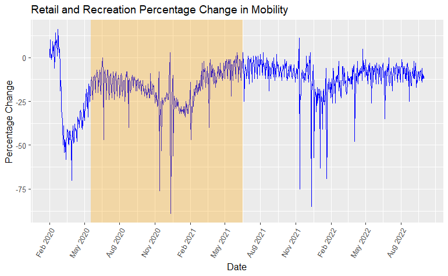 Retail and Recreation Percentage Change in Mobility
Percentage Change
0
-25
-50
-75
Feb 2020
May 2020
Aug 2020
Nov 2020
Feb 2021
May 2021
Aug 2021
Nov 2021
Feb 2022
May 2022
Aug 2022
Date